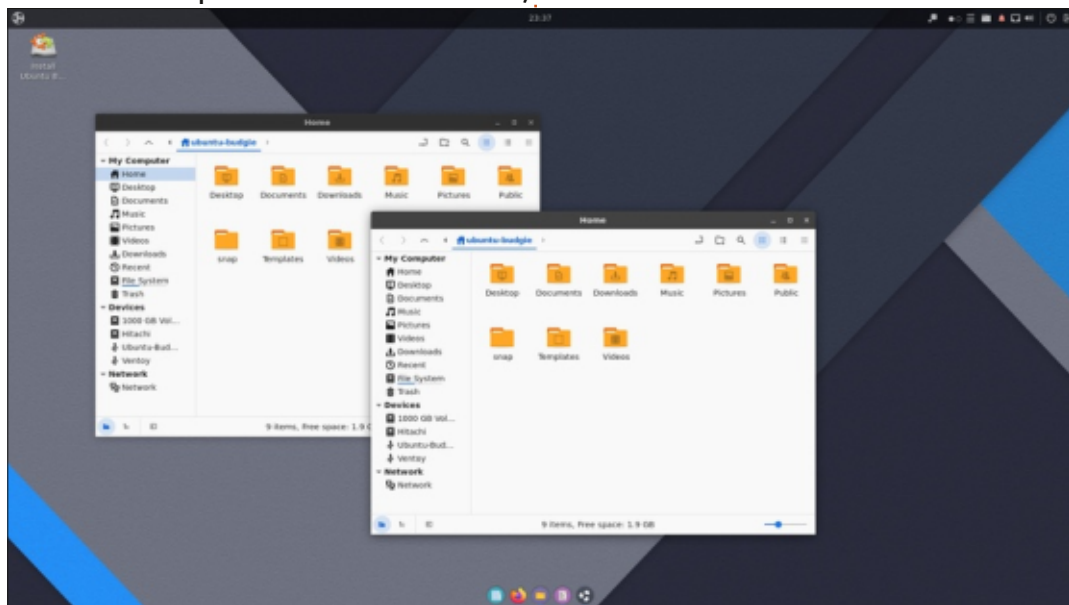 23:37
Install
Ubuntu B...
Home
ubuntu-budgie
My Computer
Home
Desktop
Documents
Music
Pictures
Videos
Downloads
Recent
File System
Trash
Devices
1000 GB Vol...
Hitachi
Ubuntu-Bud...
Ventoy
Network
Network
Desktop Documents Downloads Music Pictures Public
snap Templates Videos
9 items, Free space: 1.9 G
Home
ubuntu-budgie
My Computer
Home
Desktop
Documents
Music
Pictures
Videos
Downloads
Recent
File System
Trash
Devices
1000 GB Vol...
Hitachi
Ubuntu-Bud...
Ventoy
Network
Network
Desktop Documents Downloads Music Pictures Public
snap Templates Videos
9 items, Free space: 1.9 GB